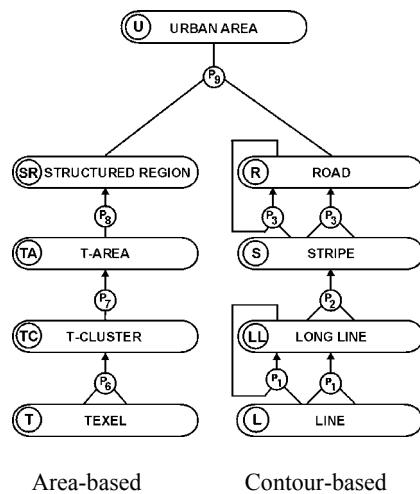 U URBAN AREA
P9
SR STRUCTURED REGION R ROAD
P8 P3 P3
TA T-AREA S STRIPE
P7 P2
TC T-CLUSTER LL LONG LINE
P6 P1 P1
T TEXEL L LINE
Area-based Contour-based